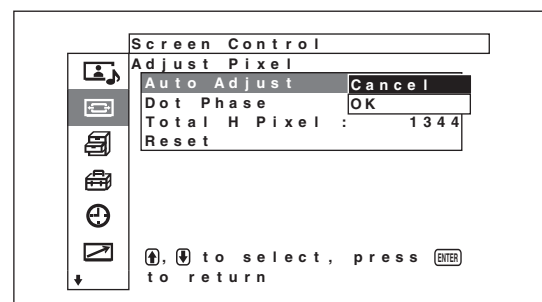 Screen Control
Adjust Pixel
Auto Adjust Cancel
Dot Phase OK
Total H Pixel : 1344
Reset
, to select, press ENTER
to return